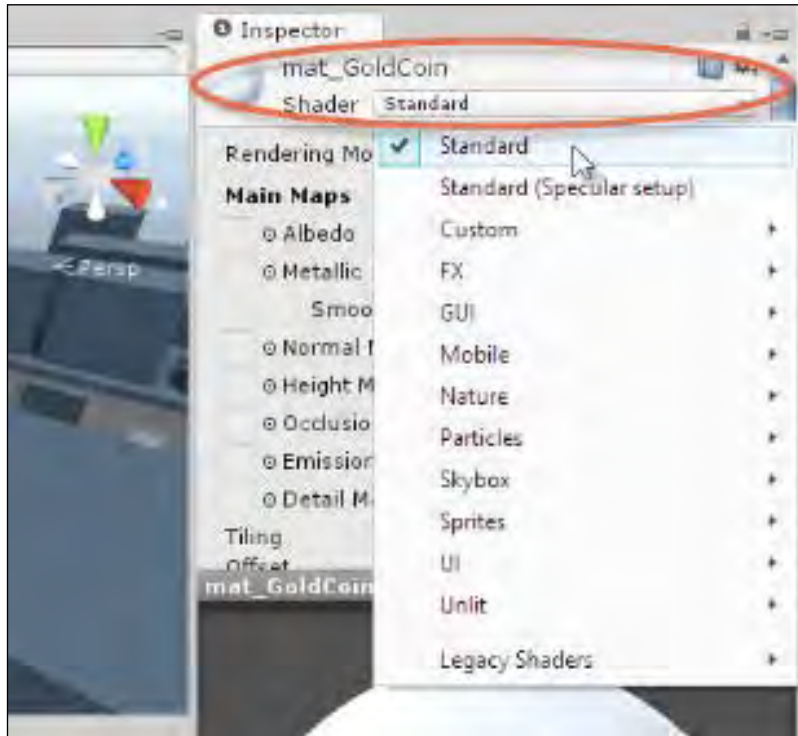 Inspector
mat_GoldCoin
Shader Standard
Persp
Rendering Mo
Main Maps
Albedo
Metallic
Smoo
Normal M
Height M
Occlusio
Emission
Detail M
Tiling
Offset
mat_GoldCoin
Standard
Standard (Specular setup)
Custom
FX
GUI
Mobile
Nature
Particles
Skybox
Sprites
UI
Unlit
Legacy Shaders